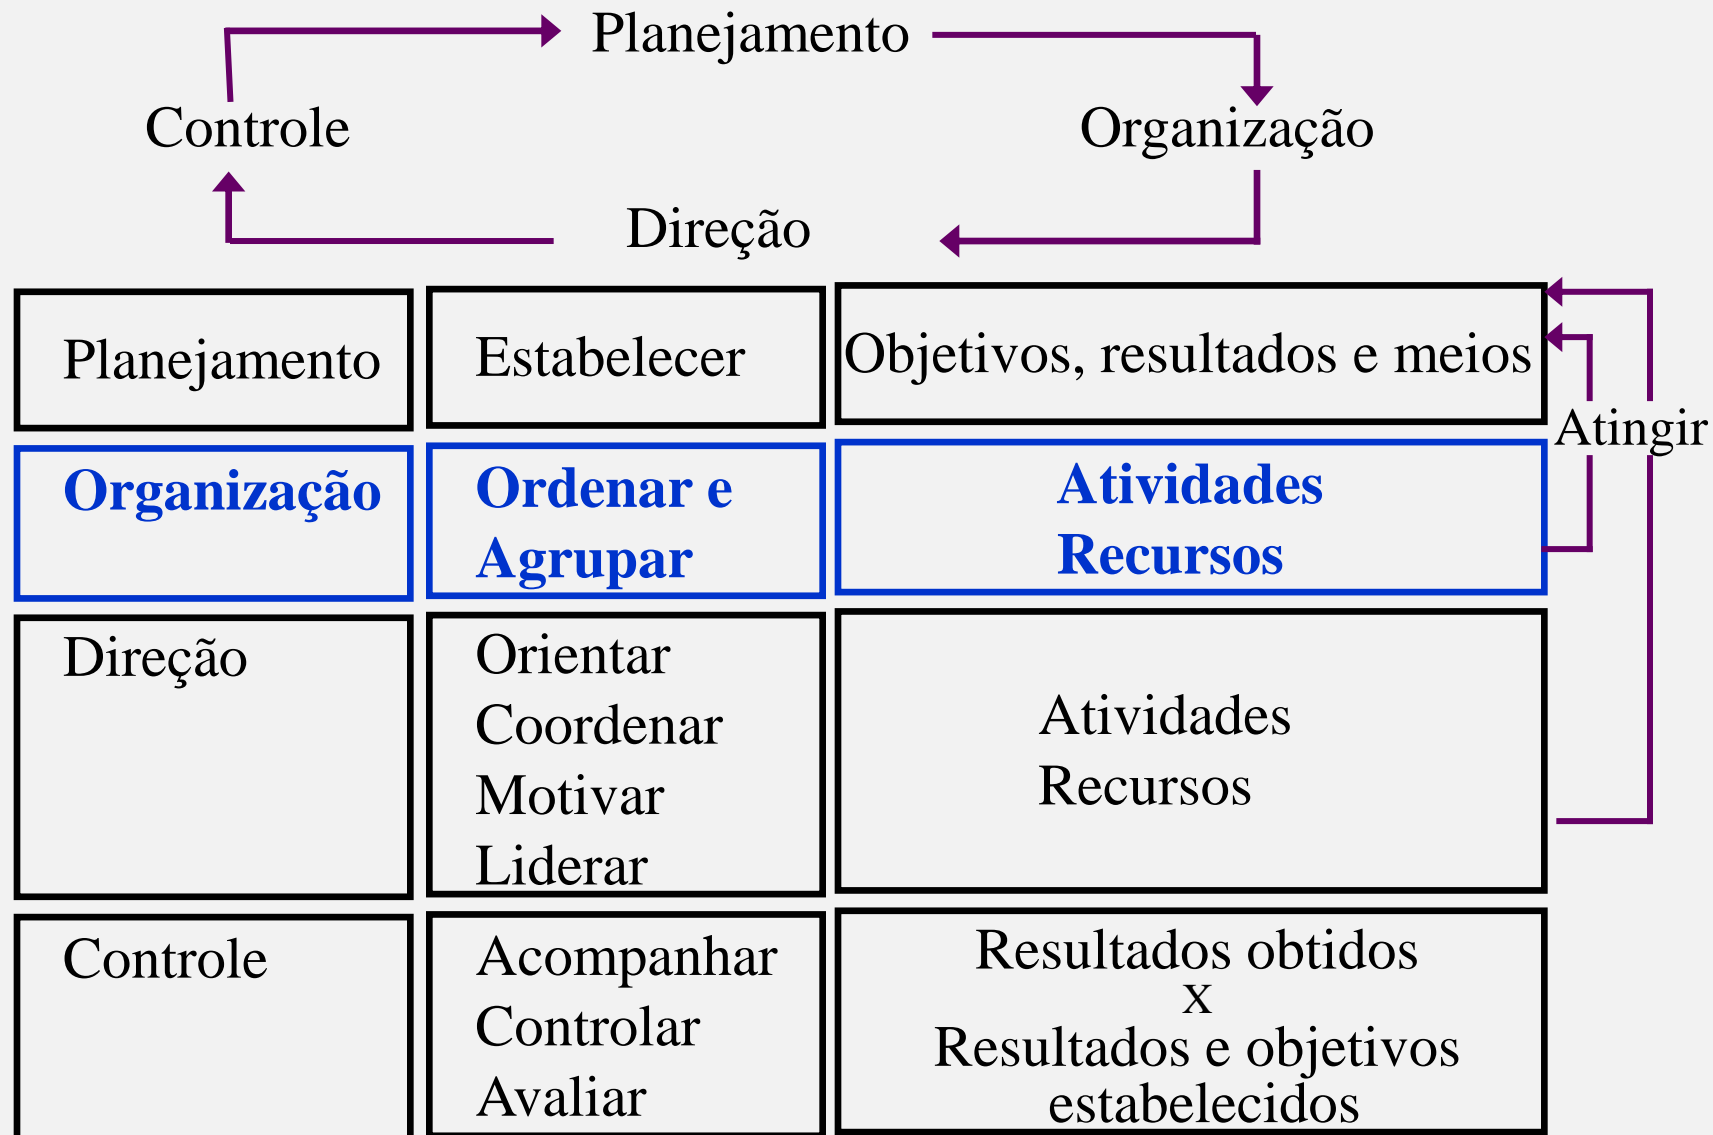 Planejamento
Controle
Organização
Direção
Planejamento
Estabelecer
Objetivos, resultados e meios
Atingir
Organização
Ordenar e
Agrupar
Atividades
Recursos
Direção
Orientar
Coordenar
Motivar
Liderar
Atividades
Recursos
Controle
Acompanhar
Controlar
Avaliar
Resultados obtidos
X
Resultados e objetivos
estabelecidos